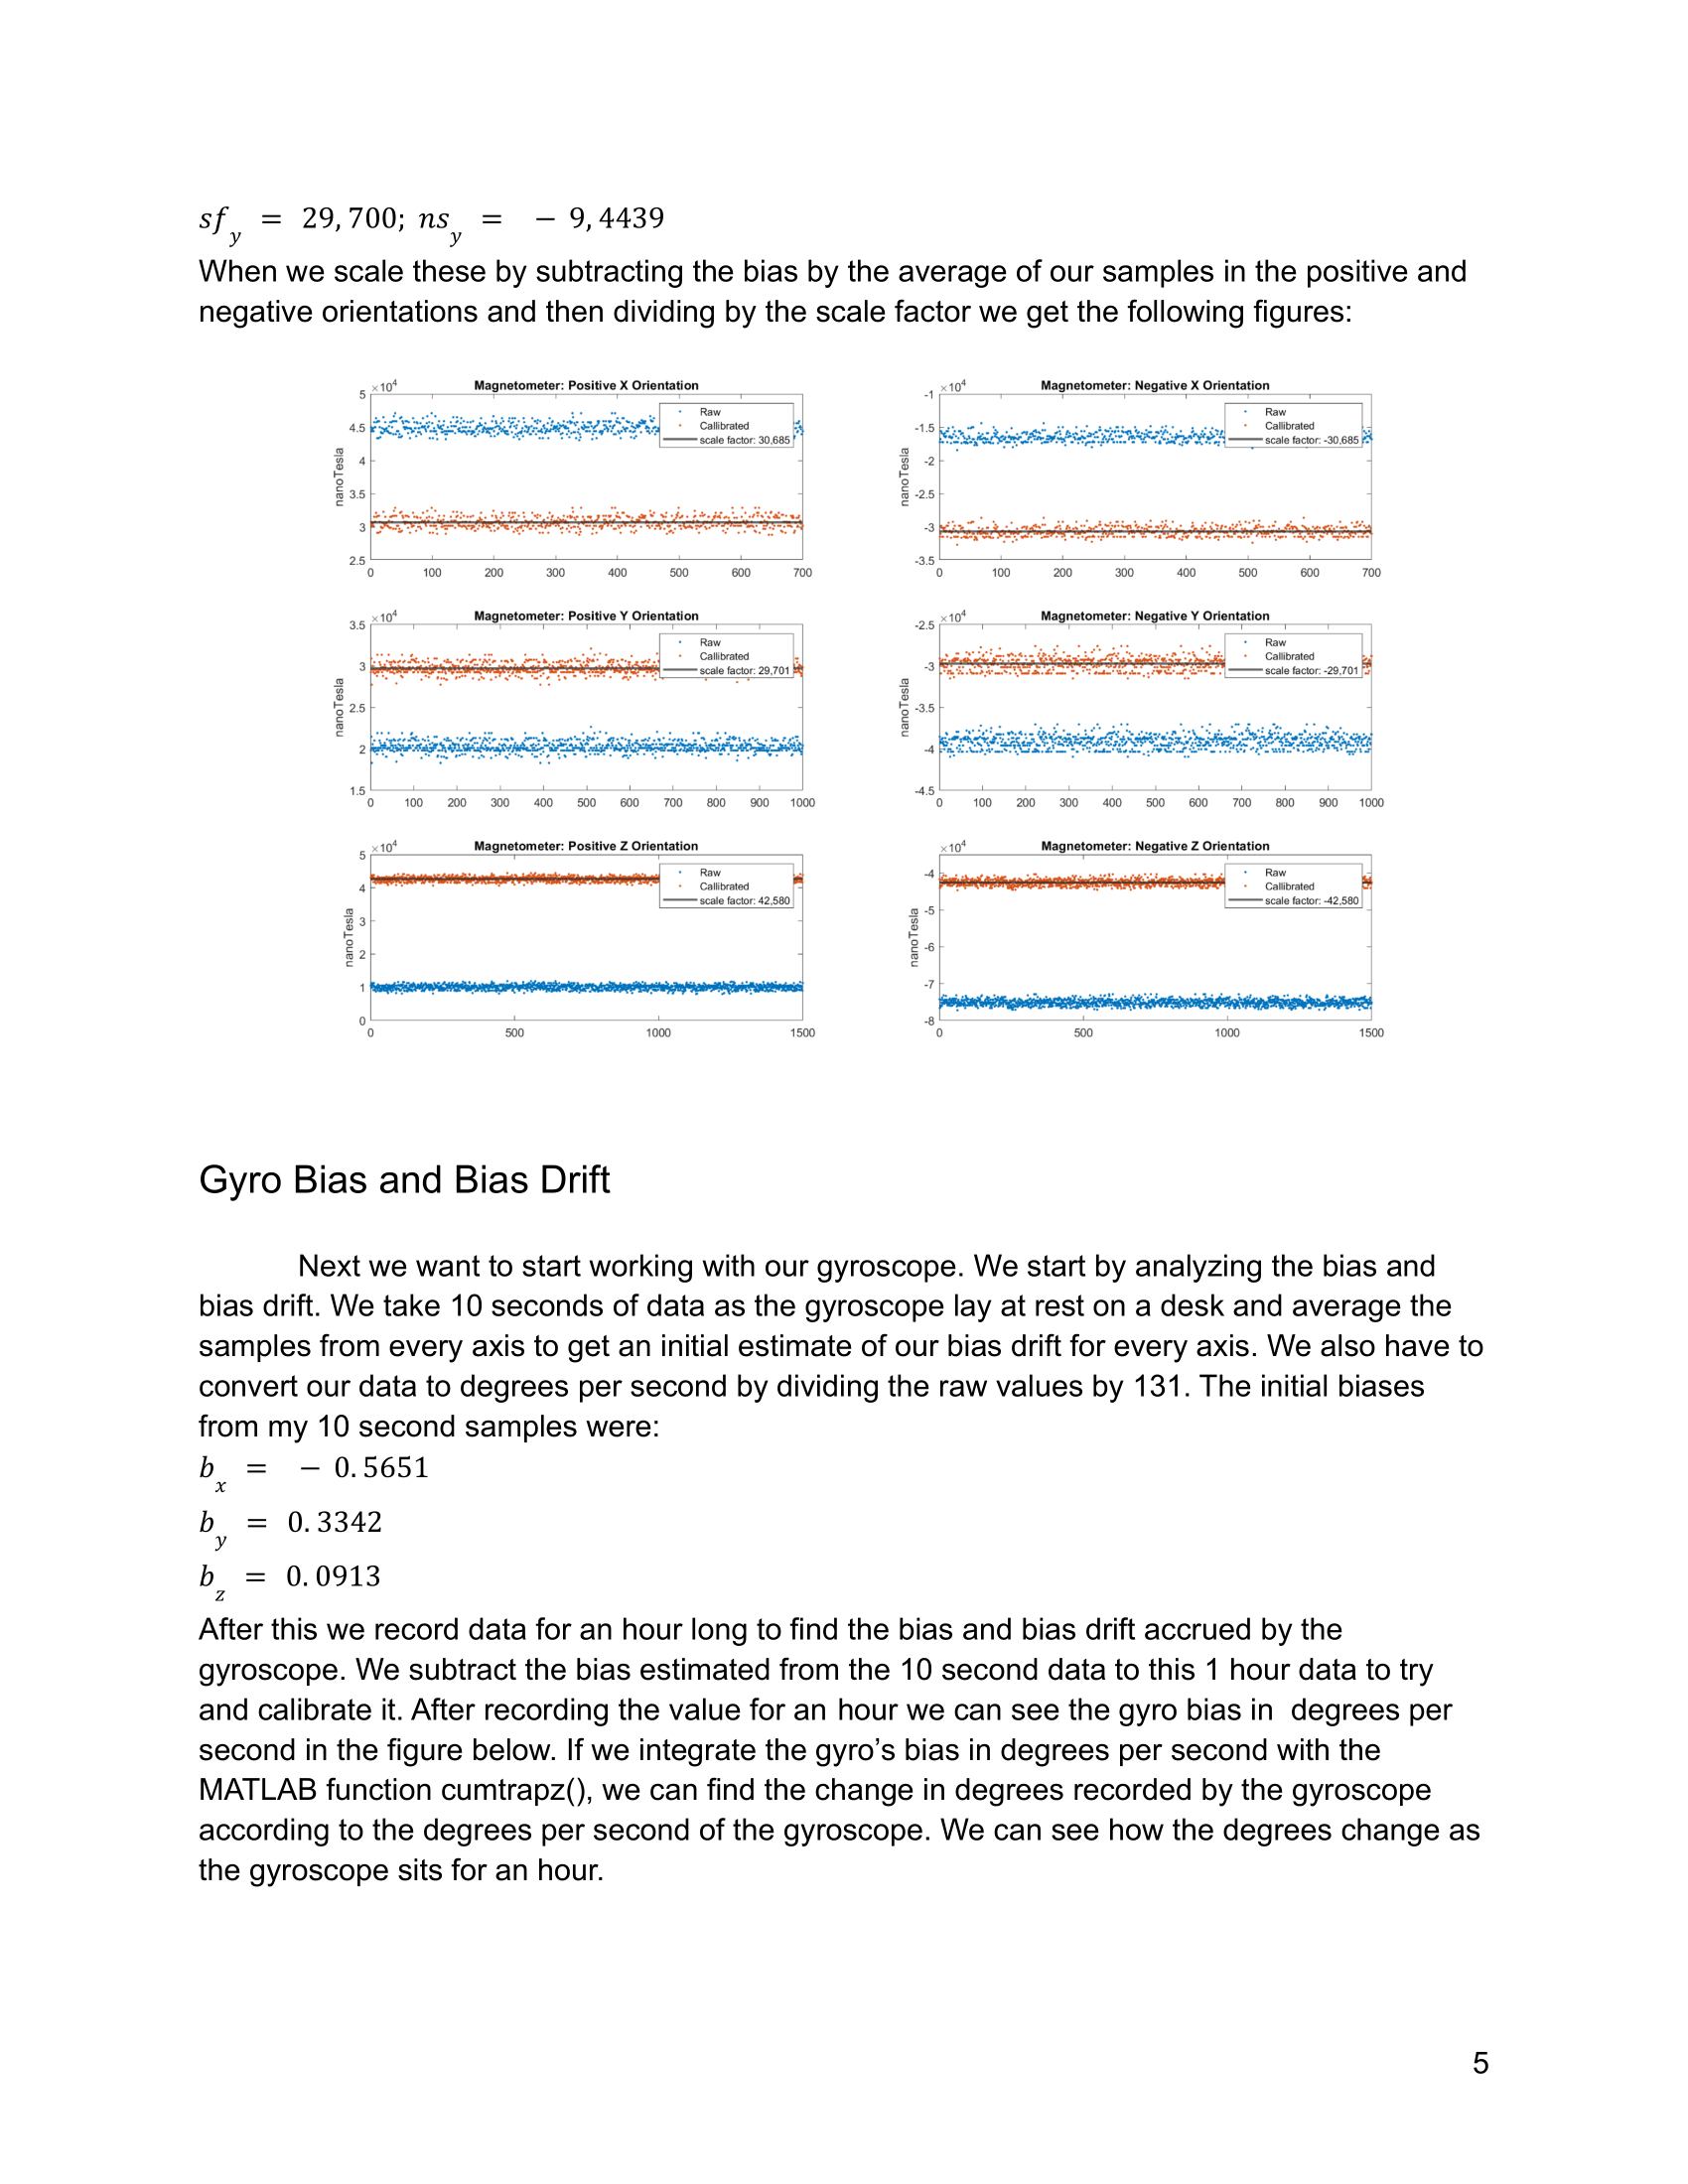 sf_y = 29,700; ns_y = − 9,4439
When we scale these by subtracting the bias by the average of our samples in the positive and
negative orientations and then dividing by the scale factor we get the following figures:
Magnetometer: Positive X Orientation
×10^4
5
4.5
4
3.5
3
2.5
nanoTesla
Raw
Callibrated
scale factor: 30,685
0 100 200 300 400 500 600 700
Magnetometer: Negative X Orientation
×10^4
-1
-1.5
-2
-2.5
-3
-3.5
nanoTesla
Raw
Callibrated
scale factor: -30,685
0 100 200 300 400 500 600 700
Magnetometer: Positive Y Orientation
×10^4
3.5
3
2.5
2
1.5
nanoTesla
Raw
Callibrated
scale factor: 29,701
0 100 200 300 400 500 600 700 800 900 1000
Magnetometer: Negative Y Orientation
×10^4
-2.5
-3
-3.5
-4
-4.5
nanoTesla
Raw
Callibrated
scale factor: -29,701
0 100 200 300 400 500 600 700 800 900 1000
Magnetometer: Positive Z Orientation
×10^4
5
4
3
2
1
0
nanoTesla
Raw
Callibrated
scale factor: 42,580
0 500 1000 1500
Magnetometer: Negative Z Orientation
×10^4
-4
-5
-6
-7
-8
nanoTesla
Raw
Callibrated
scale factor: -42,580
0 500 1000 1500
Gyro Bias and Bias Drift
Next we want to start working with our gyroscope. We start by analyzing the bias and
bias drift. We take 10 seconds of data as the gyroscope lay at rest on a desk and average the
samples from every axis to get an initial estimate of our bias drift for every axis. We also have to
convert our data to degrees per second by dividing the raw values by 131. The initial biases
from my 10 second samples were:
b_x = − 0.5651
b_y = 0.3342
b_z = 0.0913
After this we record data for an hour long to find the bias and bias drift accrued by the
gyroscope. We subtract the bias estimated from the 10 second data to this 1 hour data to try
and calibrate it. After recording the value for an hour we can see the gyro bias in  degrees per
second in the figure below. If we integrate the gyro’s bias in degrees per second with the
MATLAB function cumtrapz(), we can find the change in degrees recorded by the gyroscope
according to the degrees per second of the gyroscope. We can see how the degrees change as
the gyroscope sits for an hour.
5